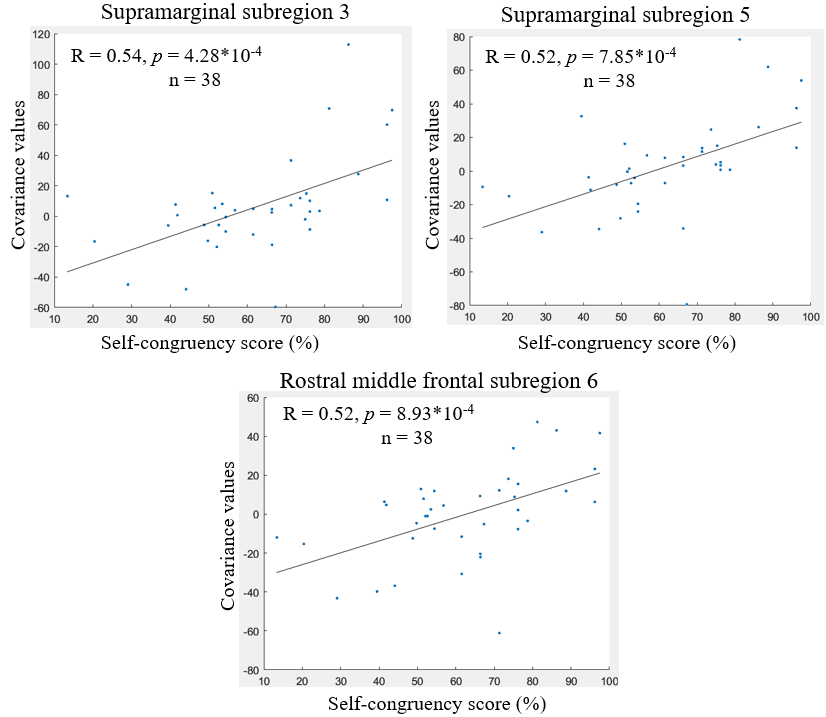 Supramarginal subregion 3
R = 0.54, p = 4.28*10-4
n = 38
Covariance values
120
100
80
60
40
20
0
-20
-40
-60
10 20 30 40 50 60 70 80 90 100
Self-congruency score (%)
Supramarginal subregion 5
R = 0.52, p = 7.85*10-4
n = 38
Covariance values
80
60
40
20
0
-20
-40
-60
-80
10 20 30 40 50 60 70 80 90 100
Self-congruency score (%)
Rostral middle frontal subregion 6
R = 0.52, p = 8.93*10-4
n = 38
Covariance values
60
40
20
0
-20
-40
-60
-80
10 20 30 40 50 60 70 80 90 100
Self-congruency score (%)